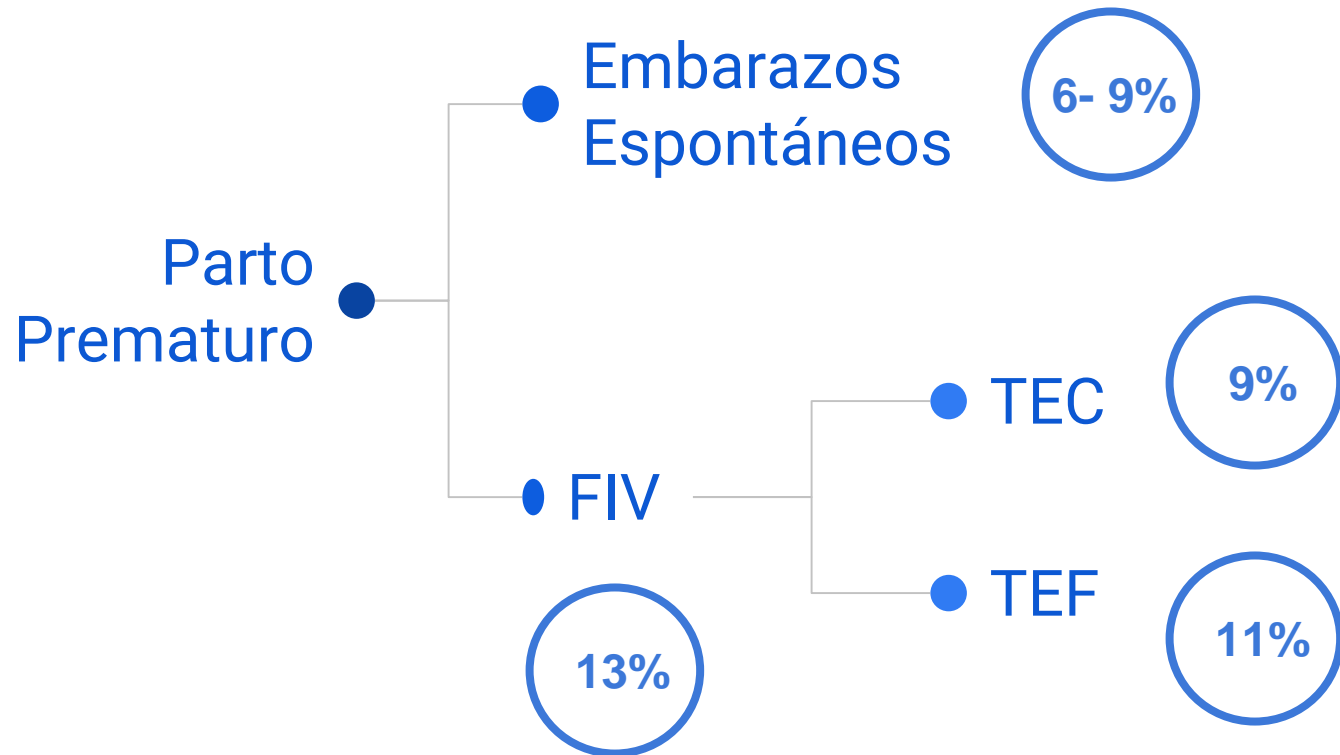 Embarazos
Espontáneos
6- 9%
Parto
Prematuro
TEC
9%
FIV
13%
TEF
11%